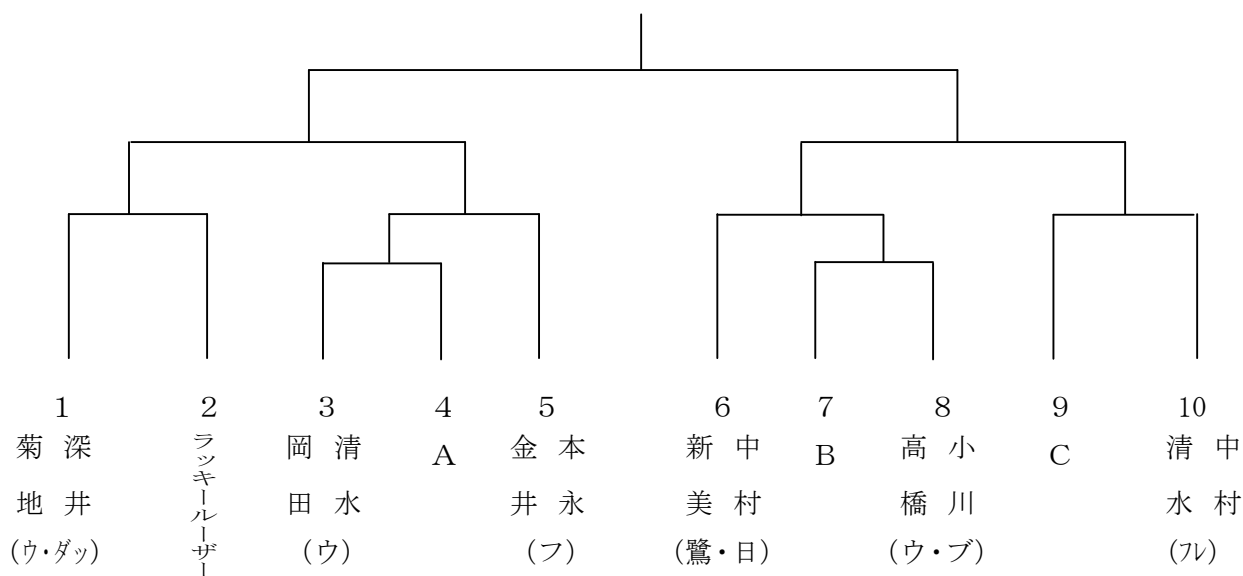 1
菊地
深井
(ウ・ダッ)
2
ラッキールーザー
3
岡田
清水
(ウ)
4
A
5
金井
本永
(フ)
6
新美
中村
(鷺・日)
7
B
8
高橋
小川
(ウ・ブ)
9
C
10
清水
中村
(フレ)